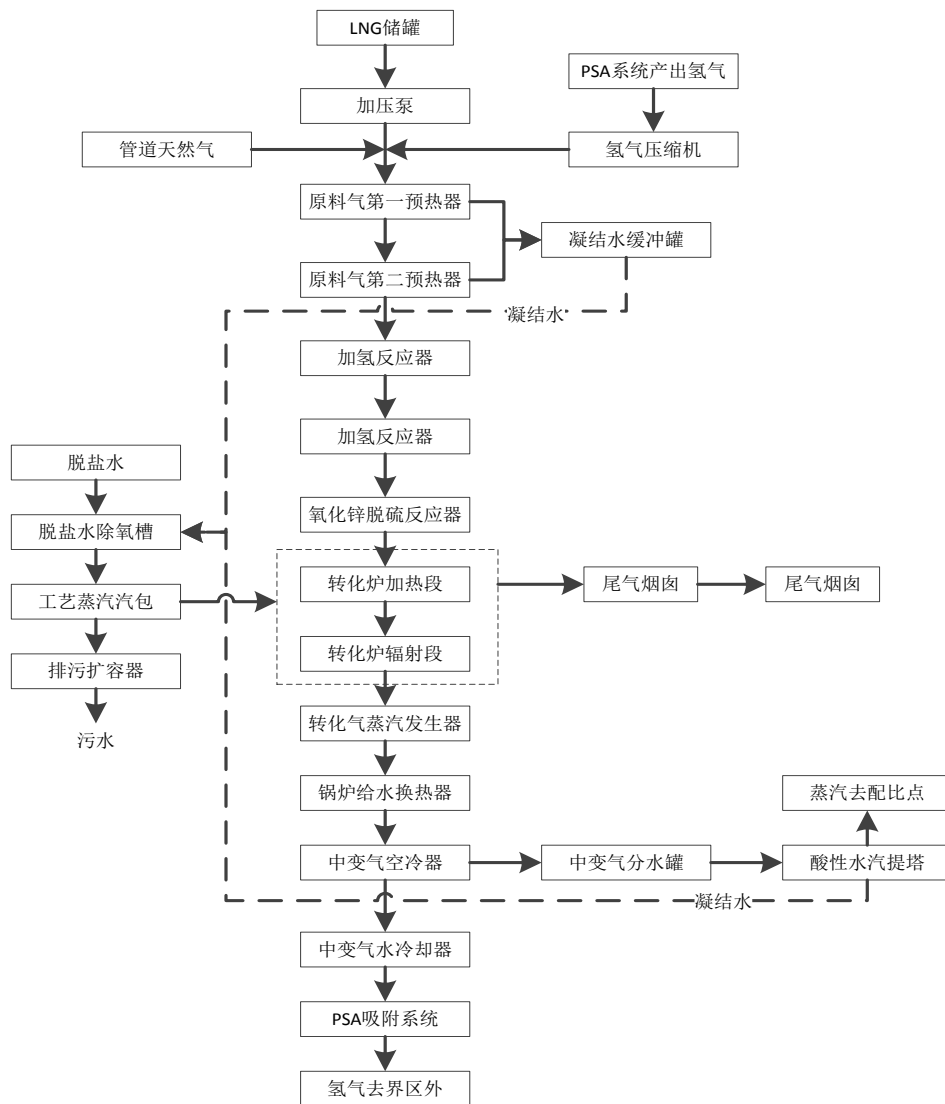 LNG储罐
PSA系统产出氢气
加压泵
管道天然气
氢气压缩机
原料气第一预热器
凝结水缓冲罐
原料气第二预热器
凝结水
加氢反应器
加氢反应器
脱盐水
氧化锌脱硫反应器
脱盐水除氧槽
转化炉加热段
尾气烟囱
尾气烟囱
工艺蒸汽汽包
转化炉辐射段
排污扩容器
转化气蒸汽发生器
污水
锅炉给水换热器
蒸汽去配比点
中变气空冷器
中变气分水罐
酸性水汽提塔
凝结水
中变气水冷却器
PSA吸附系统
氢气去界区外